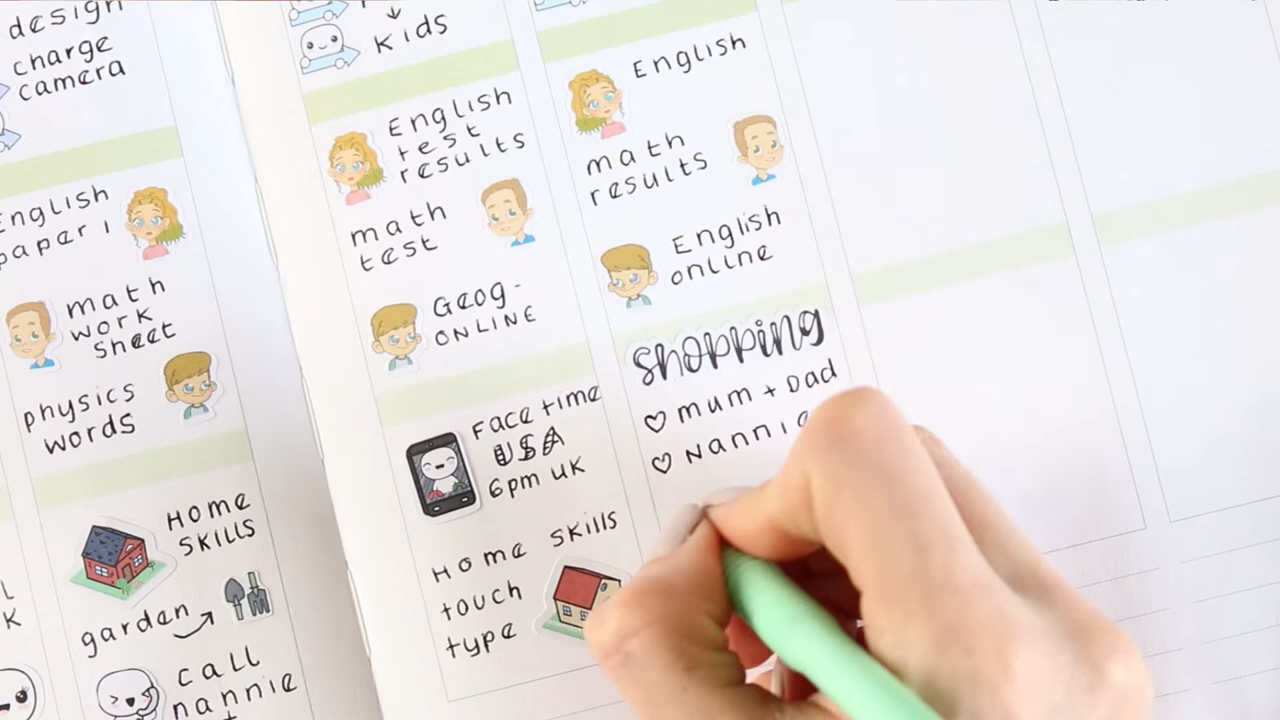 design
charge
camera
English
paper 1
math
work
sheet
physics
words
HOME
SKILLS
garden
call
nannie
Kids
English
test
results
math
test
Geog-
ONLINE
Face time
USA
6pm UK
Home skills
touch
type
English
math
results
English
online
shopping
mum + Dad
Nannie